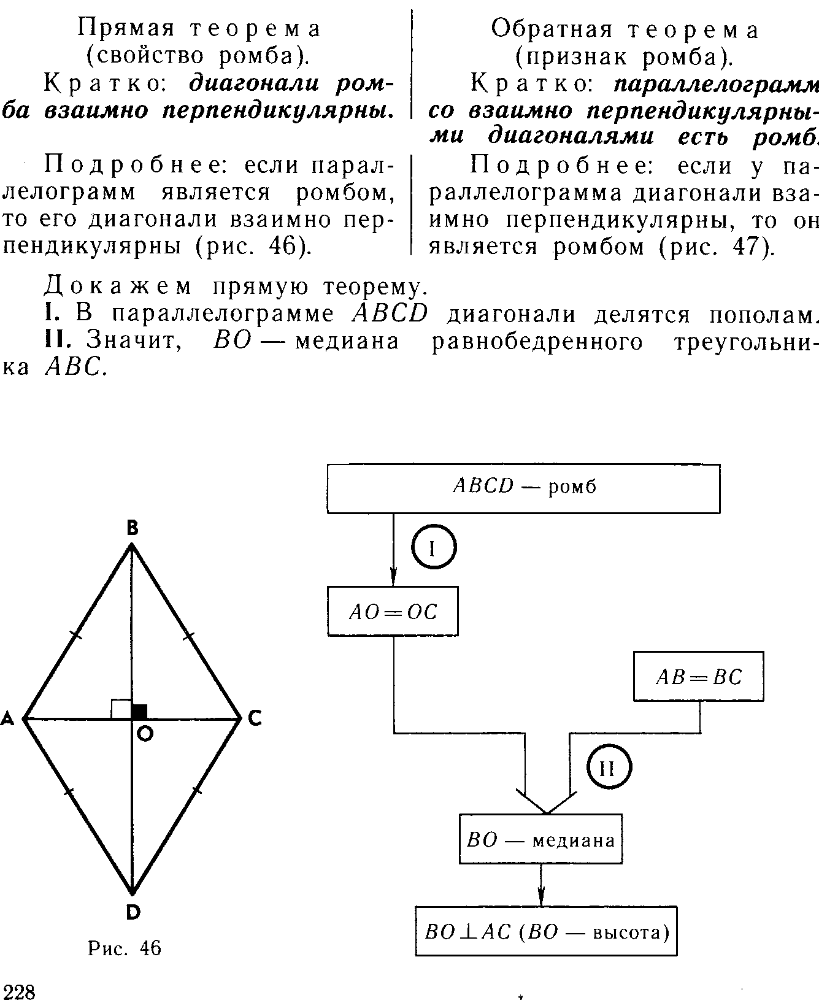 Прямая теорема
(свойство ромба).
Кратко: диагонали ром-
ба взаимно перпендикулярны.
Обратная теорема
(признак ромба).
Кратко: параллелограмм
со взаимно перпендикулярны-
ми диагоналями есть ромб.
Подробнее: если парал-
лелограмм является ромбом,
то его диагонали взаимно пер-
пендикулярны (рис. 46).
Подробнее: если у па-
раллелограмма диагонали вза-
имно перпендикулярны, то он
является ромбом (рис. 47).
Докажем прямую теорему.
I. В параллелограмме ABCD диагонали делятся пополам.
II. Значит, BO — медиана равнобедренного треугольни-
ка ABC.
B
A
C
O
D
Рис. 46
ABCD — ромб
I
AO = OC
AB = BC
II
BO — медиана
BO ⊥ AC (BO — высота)
228